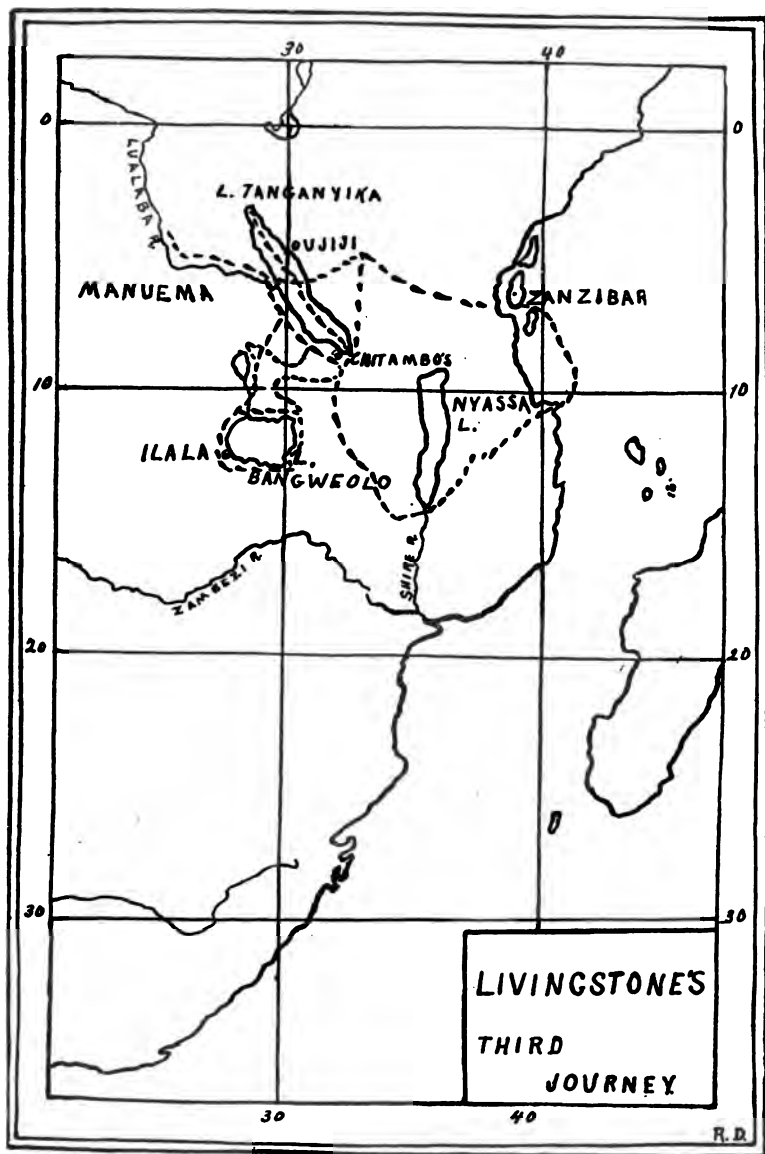 30 40
0 0
LUALABA R.
L. TANGANYIKA
OUJIJI
MANUEMA
ZANZIBAR
CHITAMBO'S
10 10
NYASSA
L.
ILALA
BANGWEOLO
SHIRE R.
ZAMBEZI R.
20 20
30 30
LIVINGSTONE'S
THIRD
JOURNEY
30 40
R.D.